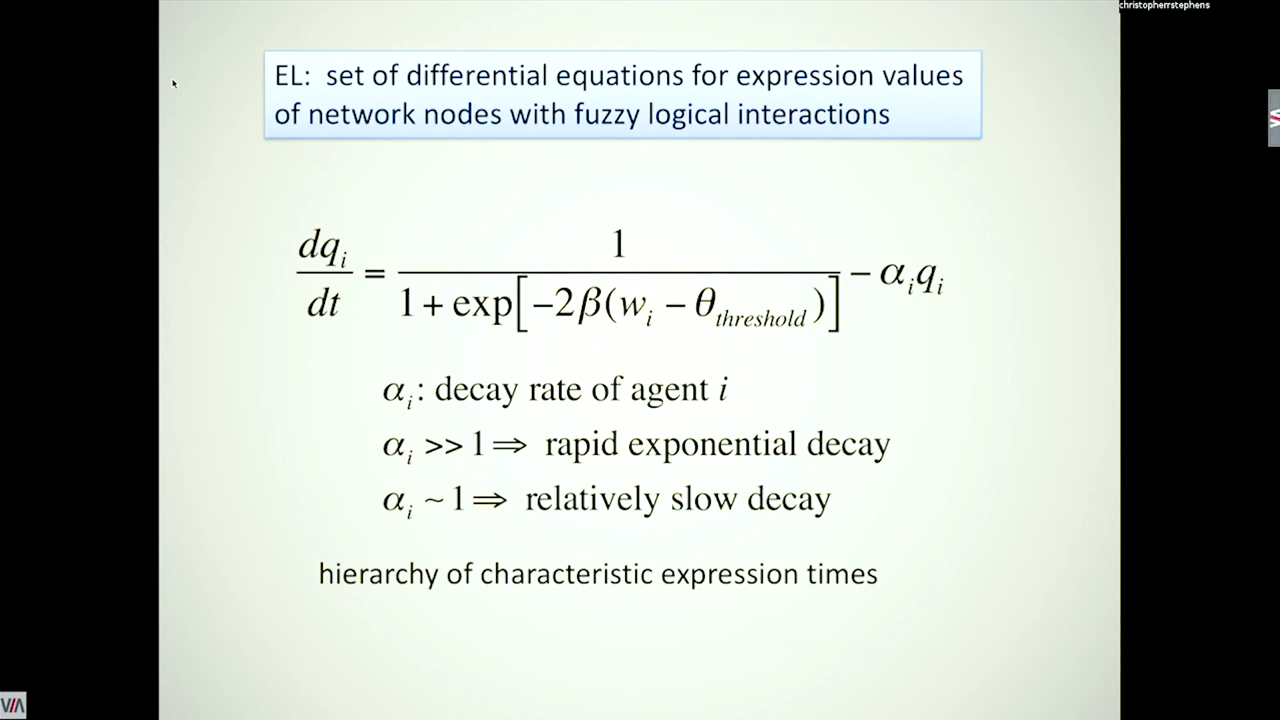 christopherrstephens
EL: set of differential equations for expression values
of network nodes with fuzzy logical interactions
dq_i/dt = 1/(1 + exp[−2β(w_i − θ_threshold)]) − α_i q_i
α_i: decay rate of agent i
α_i >> 1 ⇒ rapid exponential decay
α_i ~ 1 ⇒ relatively slow decay
hierarchy of characteristic expression times
VIA